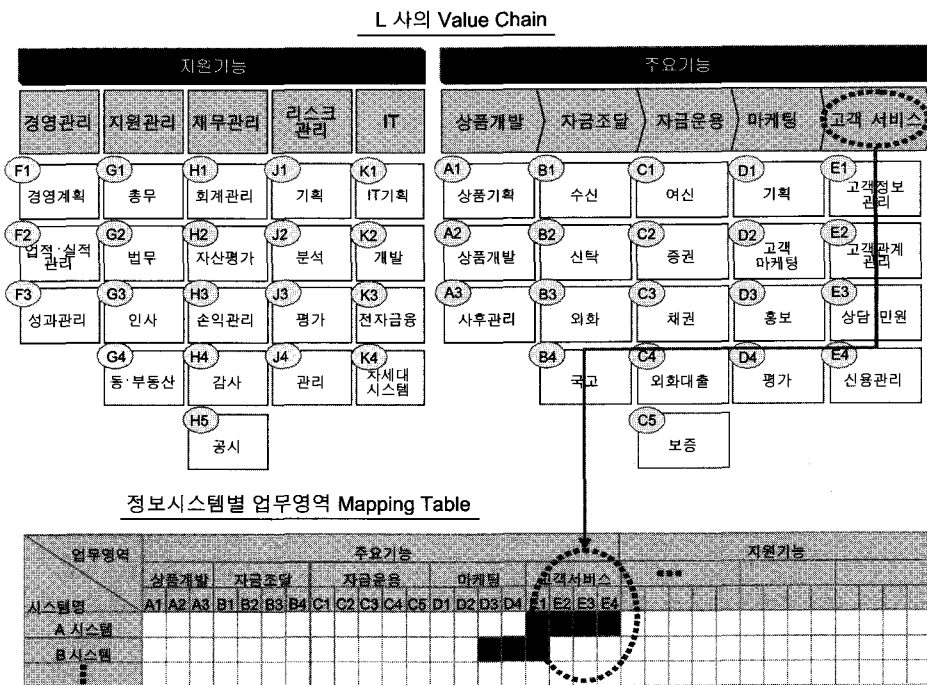 L 사의 Value Chain
지원기능 주요기능
경영관리 지원관리 재무관리 리스크 관리 IT 상품개발 자금조달 자금운용 마케팅 고객 서비스
F1 G1 H1 J1 K1 A1 B1 C1 D1 E1
경영계획 총무 회계관리 기획 IT기획 상품기획 수신 여신 기획 고객정보 관리
F2 G2 H2 J2 K2 A2 B2 C2 D2 E2
업적·실적 관리 법무 자산평가 분석 개발 상품개발 신탁 증권 고객 마케팅 고객관계 관리
F3 G3 H3 J3 K3 A3 B3 C3 D3 E3
성과관리 인사 손익관리 평가 전자금융 사후관리 외화 채권 홍보 상담 민원
G4 H4 J4 K4 B4 C4 D4 E4
동·부동산 감사 관리 차세대 시스템 국고 외화대출 평가 신용관리
H5 C5
공시 보증
정보시스템별 업무영역 Mapping Table
업무영역 주요기능 지원기능
상품개발 자금조달 자금운용 마케팅 고객서비스
시스템명 A1 A2 A3 B1 B2 B3 B4 C1 C2 C3 C4 C5 D1 D2 D3 D4 E1 E2 E3 E4
A 시스템
B 시스템